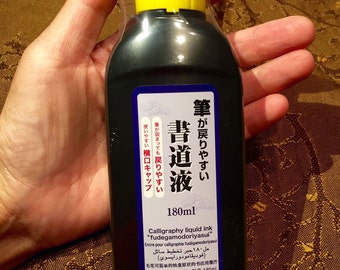 筆が戻りやすい
書道液
筆が固まっても
戻りやすい
使いやすい
横口キャップ
180ml
Calligraphy liquid ink
"fudegamodoriyasui"
Encre pour calligraphie fudegamodoriyasui